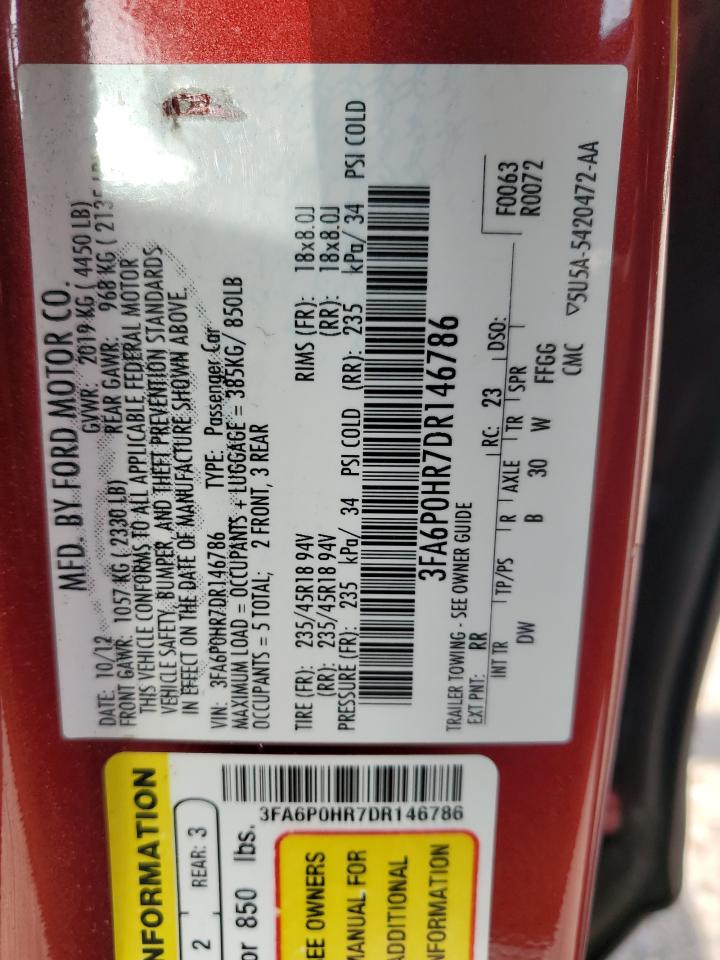 MFD. BY FORD MOTOR CO.
DATE: 10/12 GVWR: 2019 KG ( 4450 LB)
FRONT GAWR: 1057 KG ( 2330 LB) REAR GAWR: 968 KG ( 2135
THIS VEHICLE CONFORMS TO ALL APPLICABLE FEDERAL MOTOR
VEHICLE SAFETY, BUMPER, AND THEFT PREVENTION STANDARDS
IN EFFECT ON THE DATE OF MANUFACTURE SHOWN ABOVE.
VIN: 3FA6P0HR7DR146786 TYPE: Passenger Car
MAXIMUM LOAD = OCCUPANTS + LUGGAGE = 385KG/ 850LB
OCCUPANTS = 5 TOTAL; 2 FRONT, 3 REAR
TIRE (FR): 235/45R18 94V RIMS (FR): 18x8.0J
(RR): 235/45R18 94V (RR): 18x8.0J
PRESSURE (FR): 235 kPa/ 34 PSI COLD (RR): 235 kPa/ 34 PSI COLD
3FA6P0HR7DR146786
TRAILER TOWING - SEE OWNER GUIDE
F0063
R0072
EXT PNT: RR RC: 23 DSO:
INT TR TP/PS R AXLE TR SPR
DW B 30 W FFGG
CMC ▽5U5A-5420472-AA
NFORMATION
2 REAR: 3
3FA6P0HR7DR146786
or 850 lbs.
EE OWNERS
MANUAL FOR
ADDITIONAL
NFORMATION